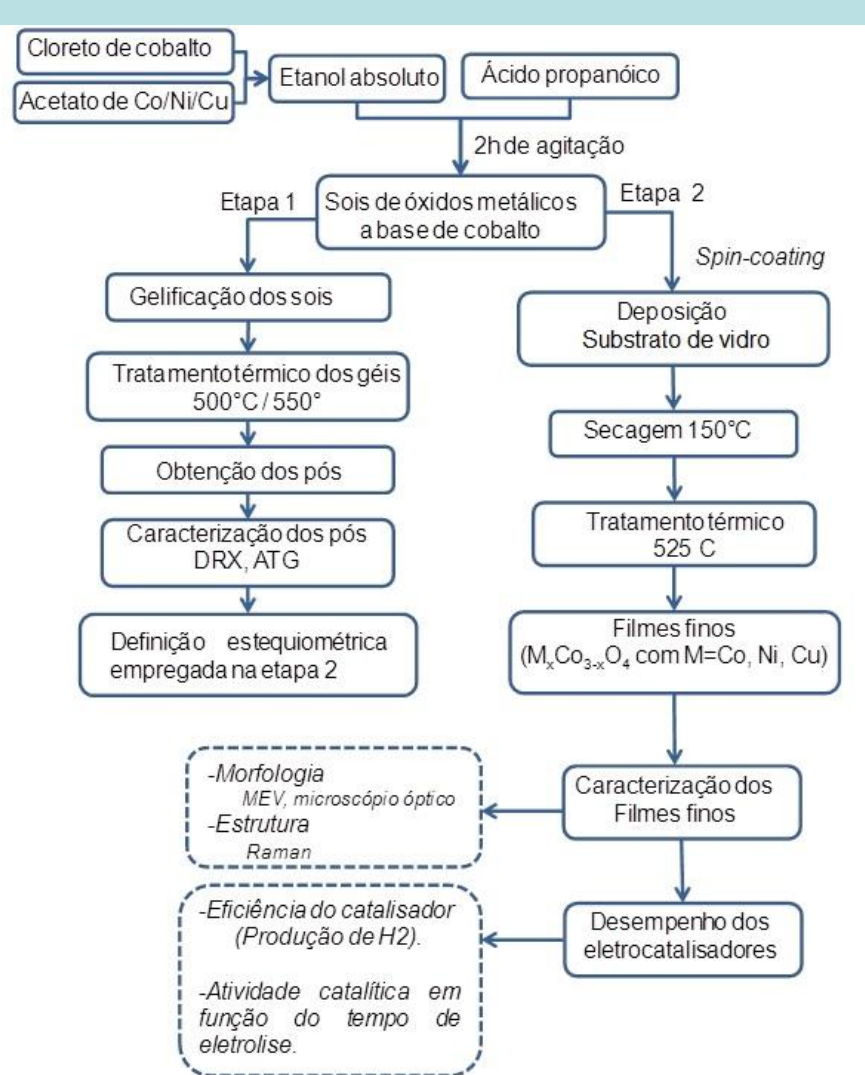 Cloreto de cobalto
Acetato de Co/Ni/Cu
Etanol absoluto
Ácido propanóico
2h de agitação
Etapa 1
Sois de óxidos metálicos
a base de cobalto
Etapa 2
Gelificação dos sois
Tratamento térmico dos géis
500°C / 550°
Obtenção dos pós
Caracterização dos pós
DRX, ATG
Definição estequiométrica
empregada na etapa 2
Spin-coating
Deposição
Substrato de vidro
Secagem 150°C
Tratamento térmico
525 C
Filmes finos
(MxCo3-xO4 com M=Co, Ni, Cu)
Caracterização dos
Filmes finos
-Morfologia
MEV, microscópio óptico
-Estrutura
Raman
Desempenho dos
eletrocatalisadores
-Eficiência do catalisador
(Produção de H2).
-Atividade catalítica em
função do tempo de
eletrolise.